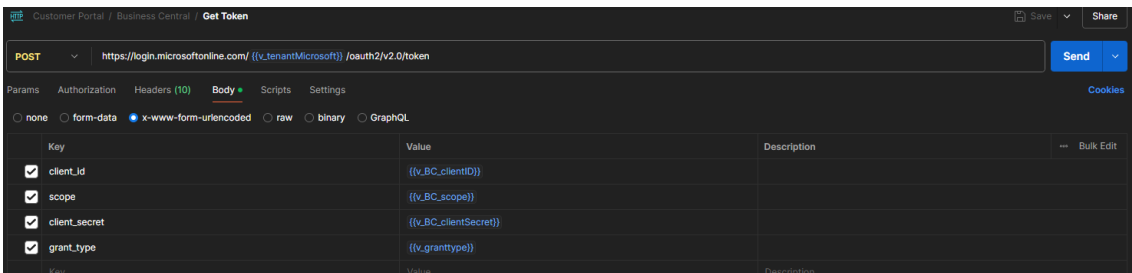 HTTP Customer Portal / Business Central / Get Token Save Share
POST https://login.microsoftonline.com/ {{v_tenantMicrosoft}} /oauth2/v2.0/token Send
Params Authorization Headers (10) Body Scripts Settings Cookies
none form-data x-www-form-urlencoded raw binary GraphQL
Key Value Description Bulk Edit
client_id {{v_BC_clientID}}
scope {{v_BC_scope}}
client_secret {{v_BC_clientSecret}}
grant_type {{v_granttype}}
Key Value Description